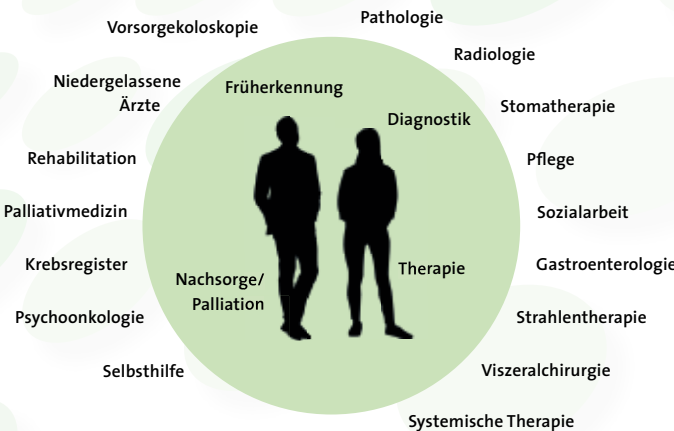 Pathologie
Vorsorgekoloskopie
Radiologie
Niedergelassene
Ärzte
Früherkennung
Stomatherapie
Diagnostik
Rehabilitation
Pflege
Palliativmedizin
Sozialarbeit
Krebsregister
Therapie
Gastroenterologie
Nachsorge/
Palliation
Psychoonkologie
Strahlentherapie
Selbsthilfe
Viszeralchirurgie
Systemische Therapie